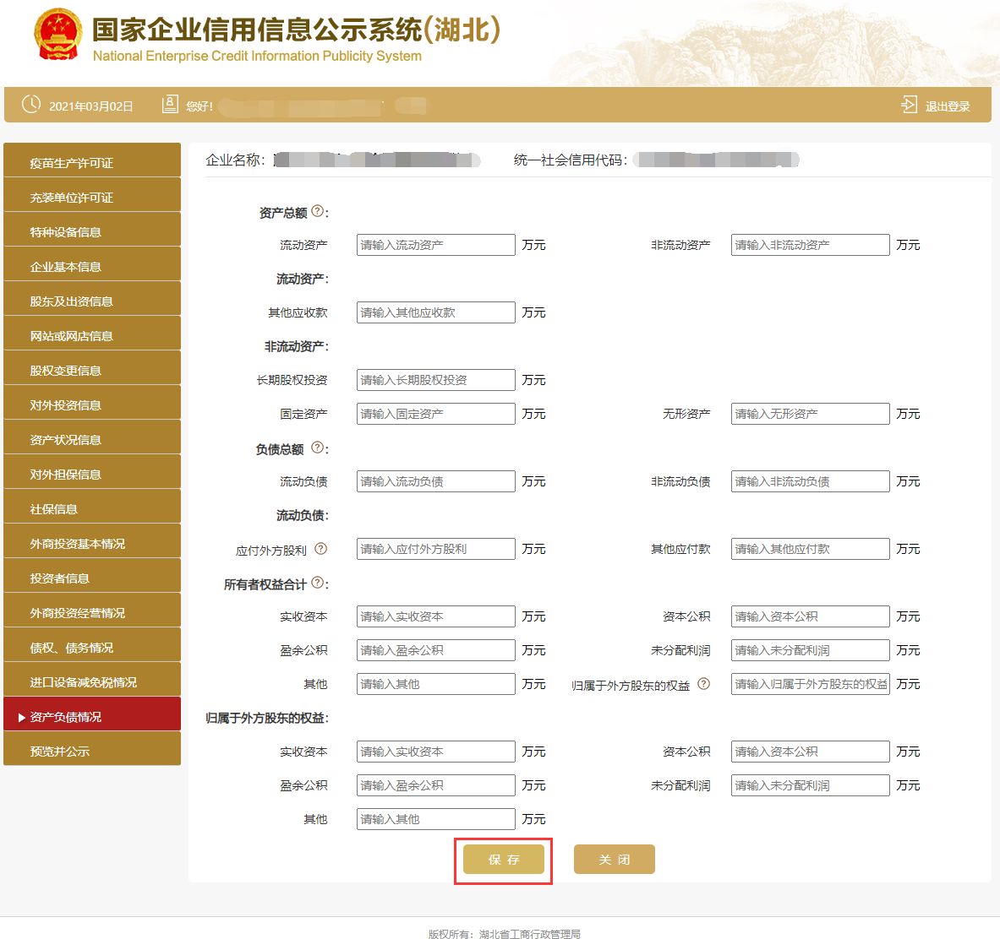 国家企业信用信息公示系统(湖北)
National Enterprise Credit Information Publicity System
2021年03月02日 您好! 退出登录
疫苗生产许可证
充装单位许可证
特种设备信息
企业基本信息
股东及出资信息
网站或网店信息
股权变更信息
对外投资信息
资产状况信息
对外担保信息
社保信息
外商投资基本情况
投资者信息
外商投资经营情况
债权、债务情况
进口设备减免税情况
资产负债情况
预览并公示
企业名称: 统一社会信用代码:
资产总额 ? :
流动资产 请输入流动资产 万元 非流动资产 请输入非流动资产 万元
流动资产:
其他应收款 请输入其他应收款 万元
非流动资产:
长期股权投资 请输入长期股权投资 万元
固定资产 请输入固定资产 万元 无形资产 请输入无形资产 万元
负债总额 ? :
流动负债 请输入流动负债 万元 非流动负债 请输入非流动负债 万元
流动负债:
应付外方股利 ? 请输入应付外方股利 万元 其他应付款 请输入其他应付款 万元
所有者权益合计 ? :
实收资本 请输入实收资本 万元 资本公积 请输入资本公积 万元
盈余公积 请输入盈余公积 万元 未分配利润 请输入未分配利润 万元
其他 请输入其他 万元 归属于外方股东的权益 ? 请输入归属于外方股东的权益 万元
归属于外方股东的权益:
实收资本 请输入实收资本 万元 资本公积 请输入资本公积 万元
盈余公积 请输入盈余公积 万元 未分配利润 请输入未分配利润 万元
其他 请输入其他 万元
保 存 关 闭
版权所有: 湖北省工商行政管理局